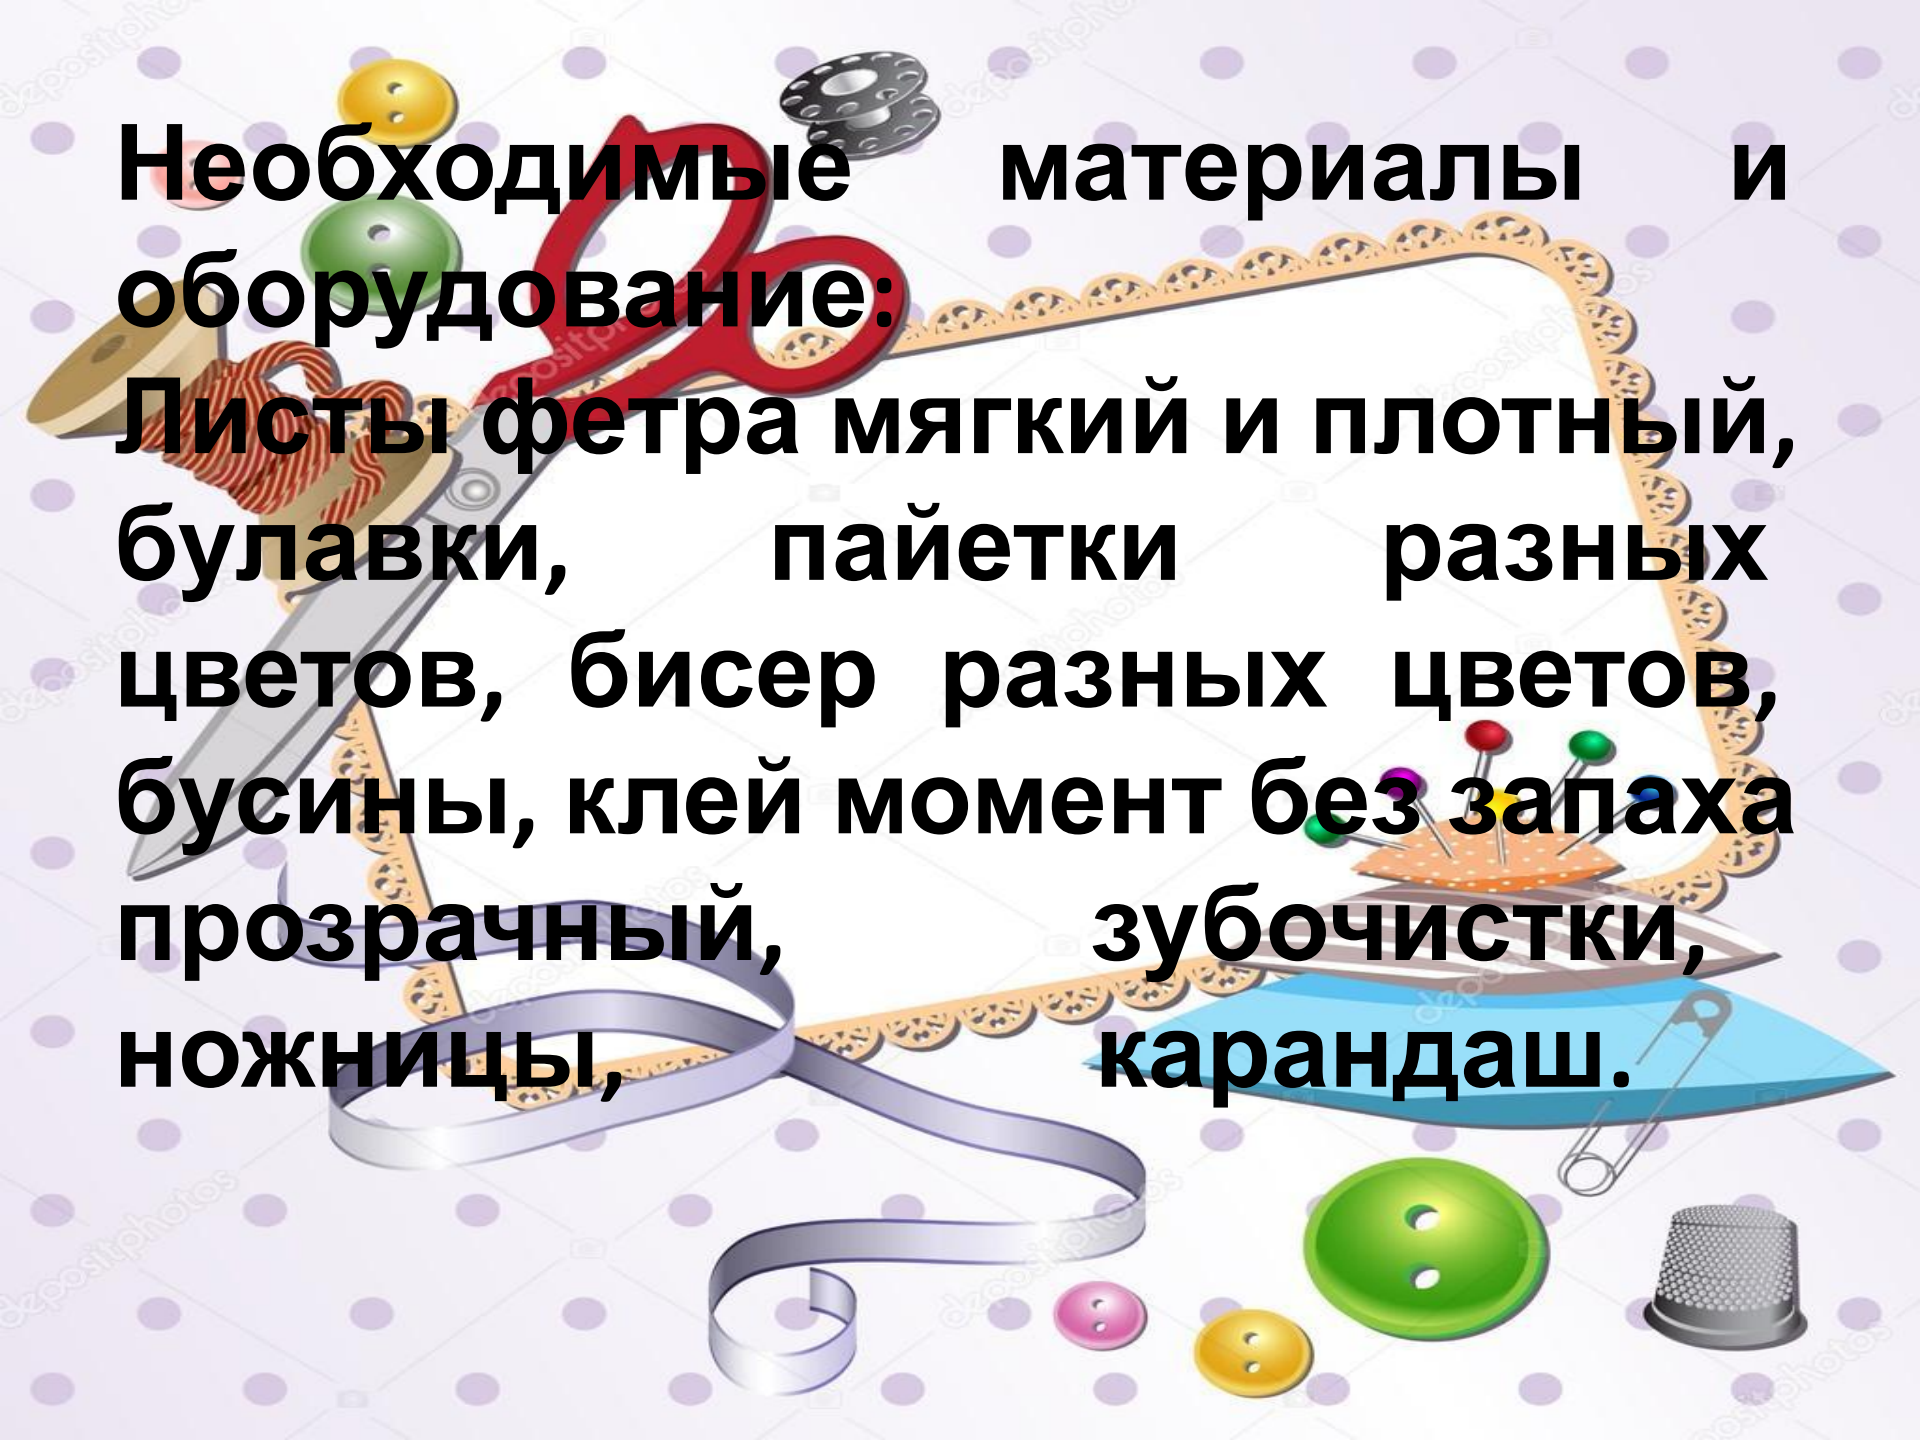 Необходимые материалы и
оборудование:
Листы фетра мягкий и плотный,
булавки, пайетки разных
цветов, бисер разных цветов,
бусины, клей момент без запаха
прозрачный, зубочистки,
ножницы, карандаш.
depositphotos